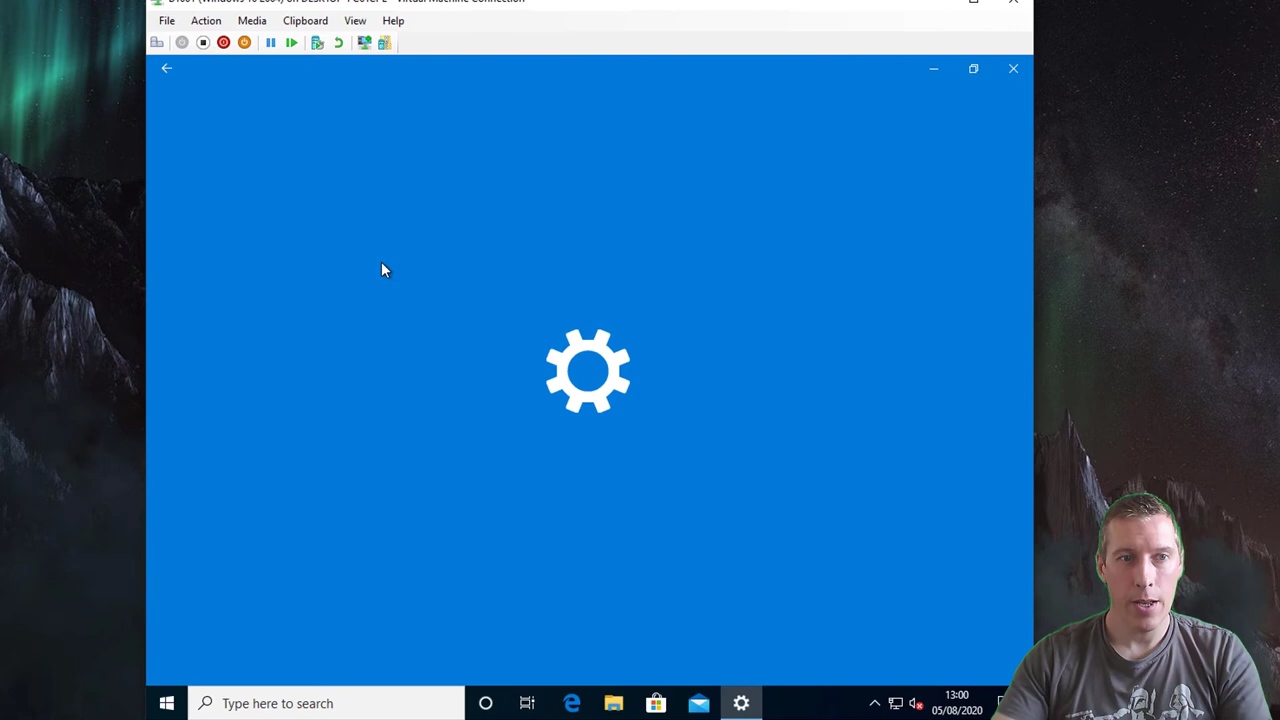 File Action Media Clipboard View Help
Type here to search
13:00
05/08/2020